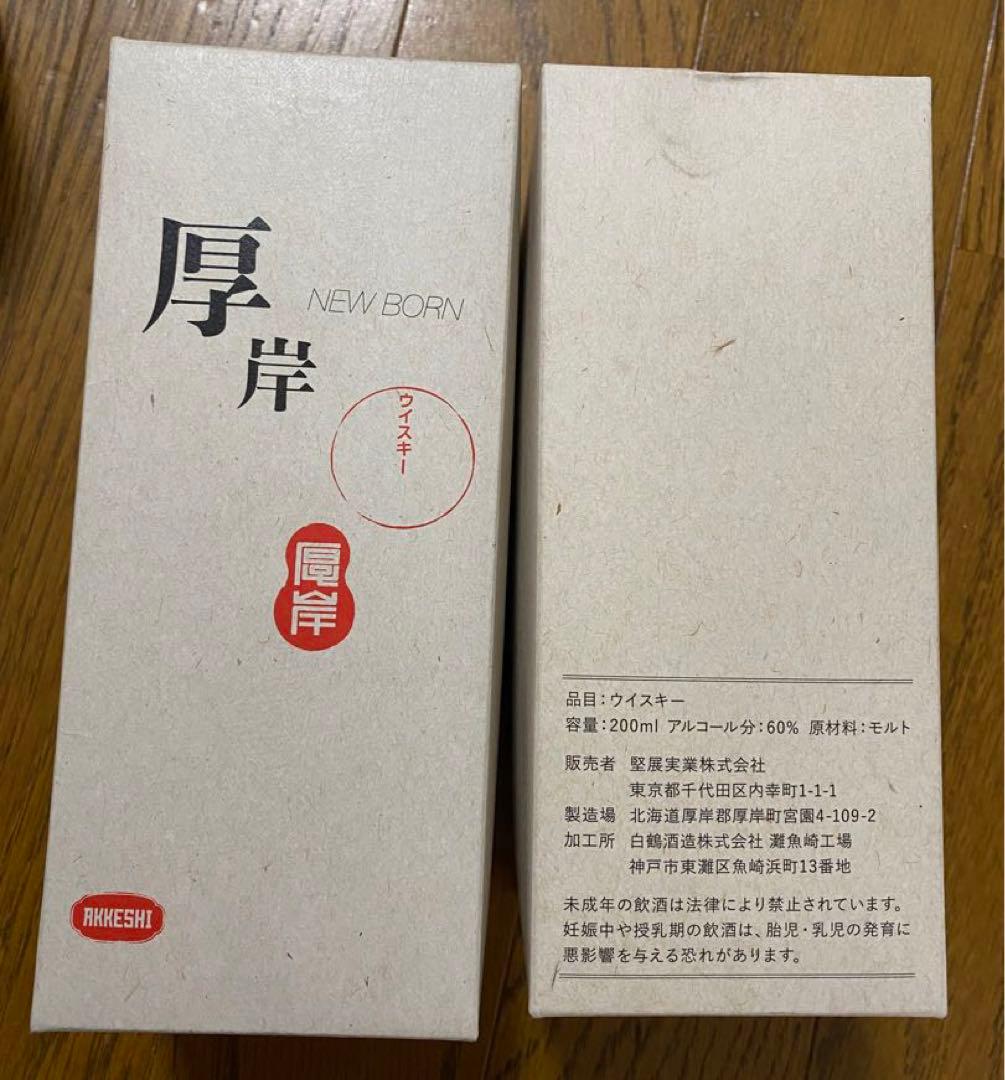 厚岸
NEW BORN
ウイスキー
厚岸
AKKESHI
品目：ウイスキー
容量：200ml アルコール分：60% 原材料：モルト
販売者 堅展実業株式会社
東京都千代田区内幸町1-1-1
製造場 北海道厚岸郡厚岸町宮園4-109-2
加工所 白鶴酒造株式会社 灘魚崎工場
神戸市東灘区魚崎浜町13番地
未成年の飲酒は法律により禁止されています。
妊娠中や授乳期の飲酒は、胎児・乳児の発育に
悪影響を与える恐れがあります。